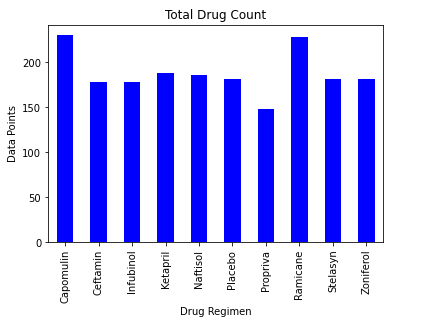 Total Drug Count
Data Points
200
150
100
50
0
Capomulin
Ceftamin
Infubinol
Ketapril
Naftisol
Placebo
Propriva
Ramicane
Stelasyn
Zoniferol
Drug Regimen